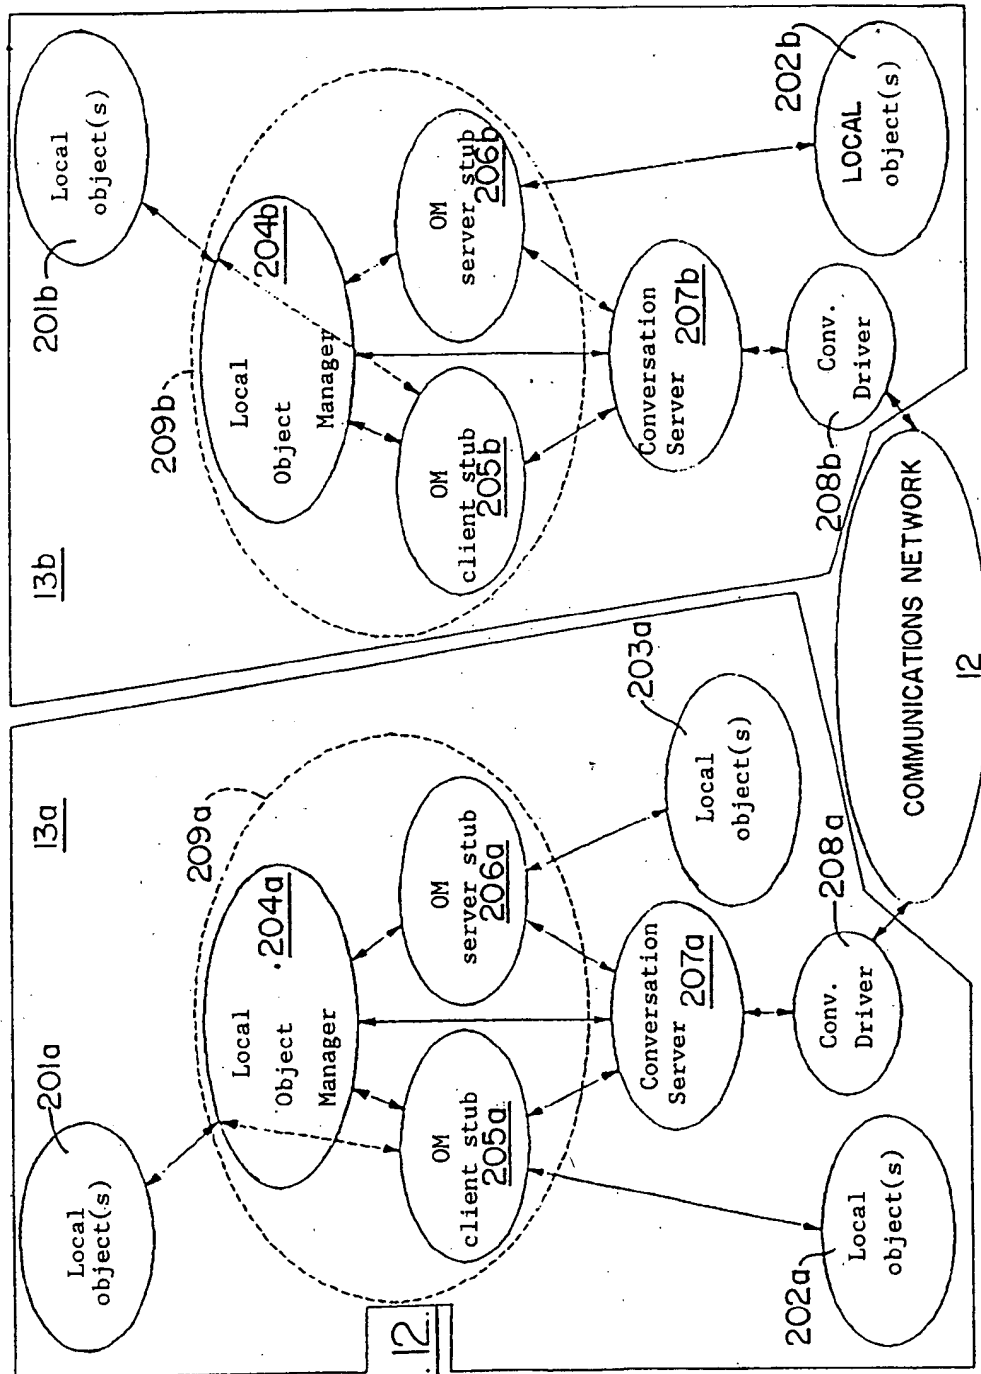 13a
13b
201a
Local
object(s)
209a
Local
Object
Manager
204a
OM
client stub
205a
OM
server stub
206a
203a
Local
object(s)
Conversation
Server
207a
202a
Local
object(s)
Conv.
Driver
208a
201b
Local
object(s)
209b
Local
Object
Manager
204b
OM
client stub
205b
OM
server stub
206b
Conversation
Server
207b
202b
LOCAL
object(s)
Conv.
Driver
208b
COMMUNICATIONS NETWORK
12
12